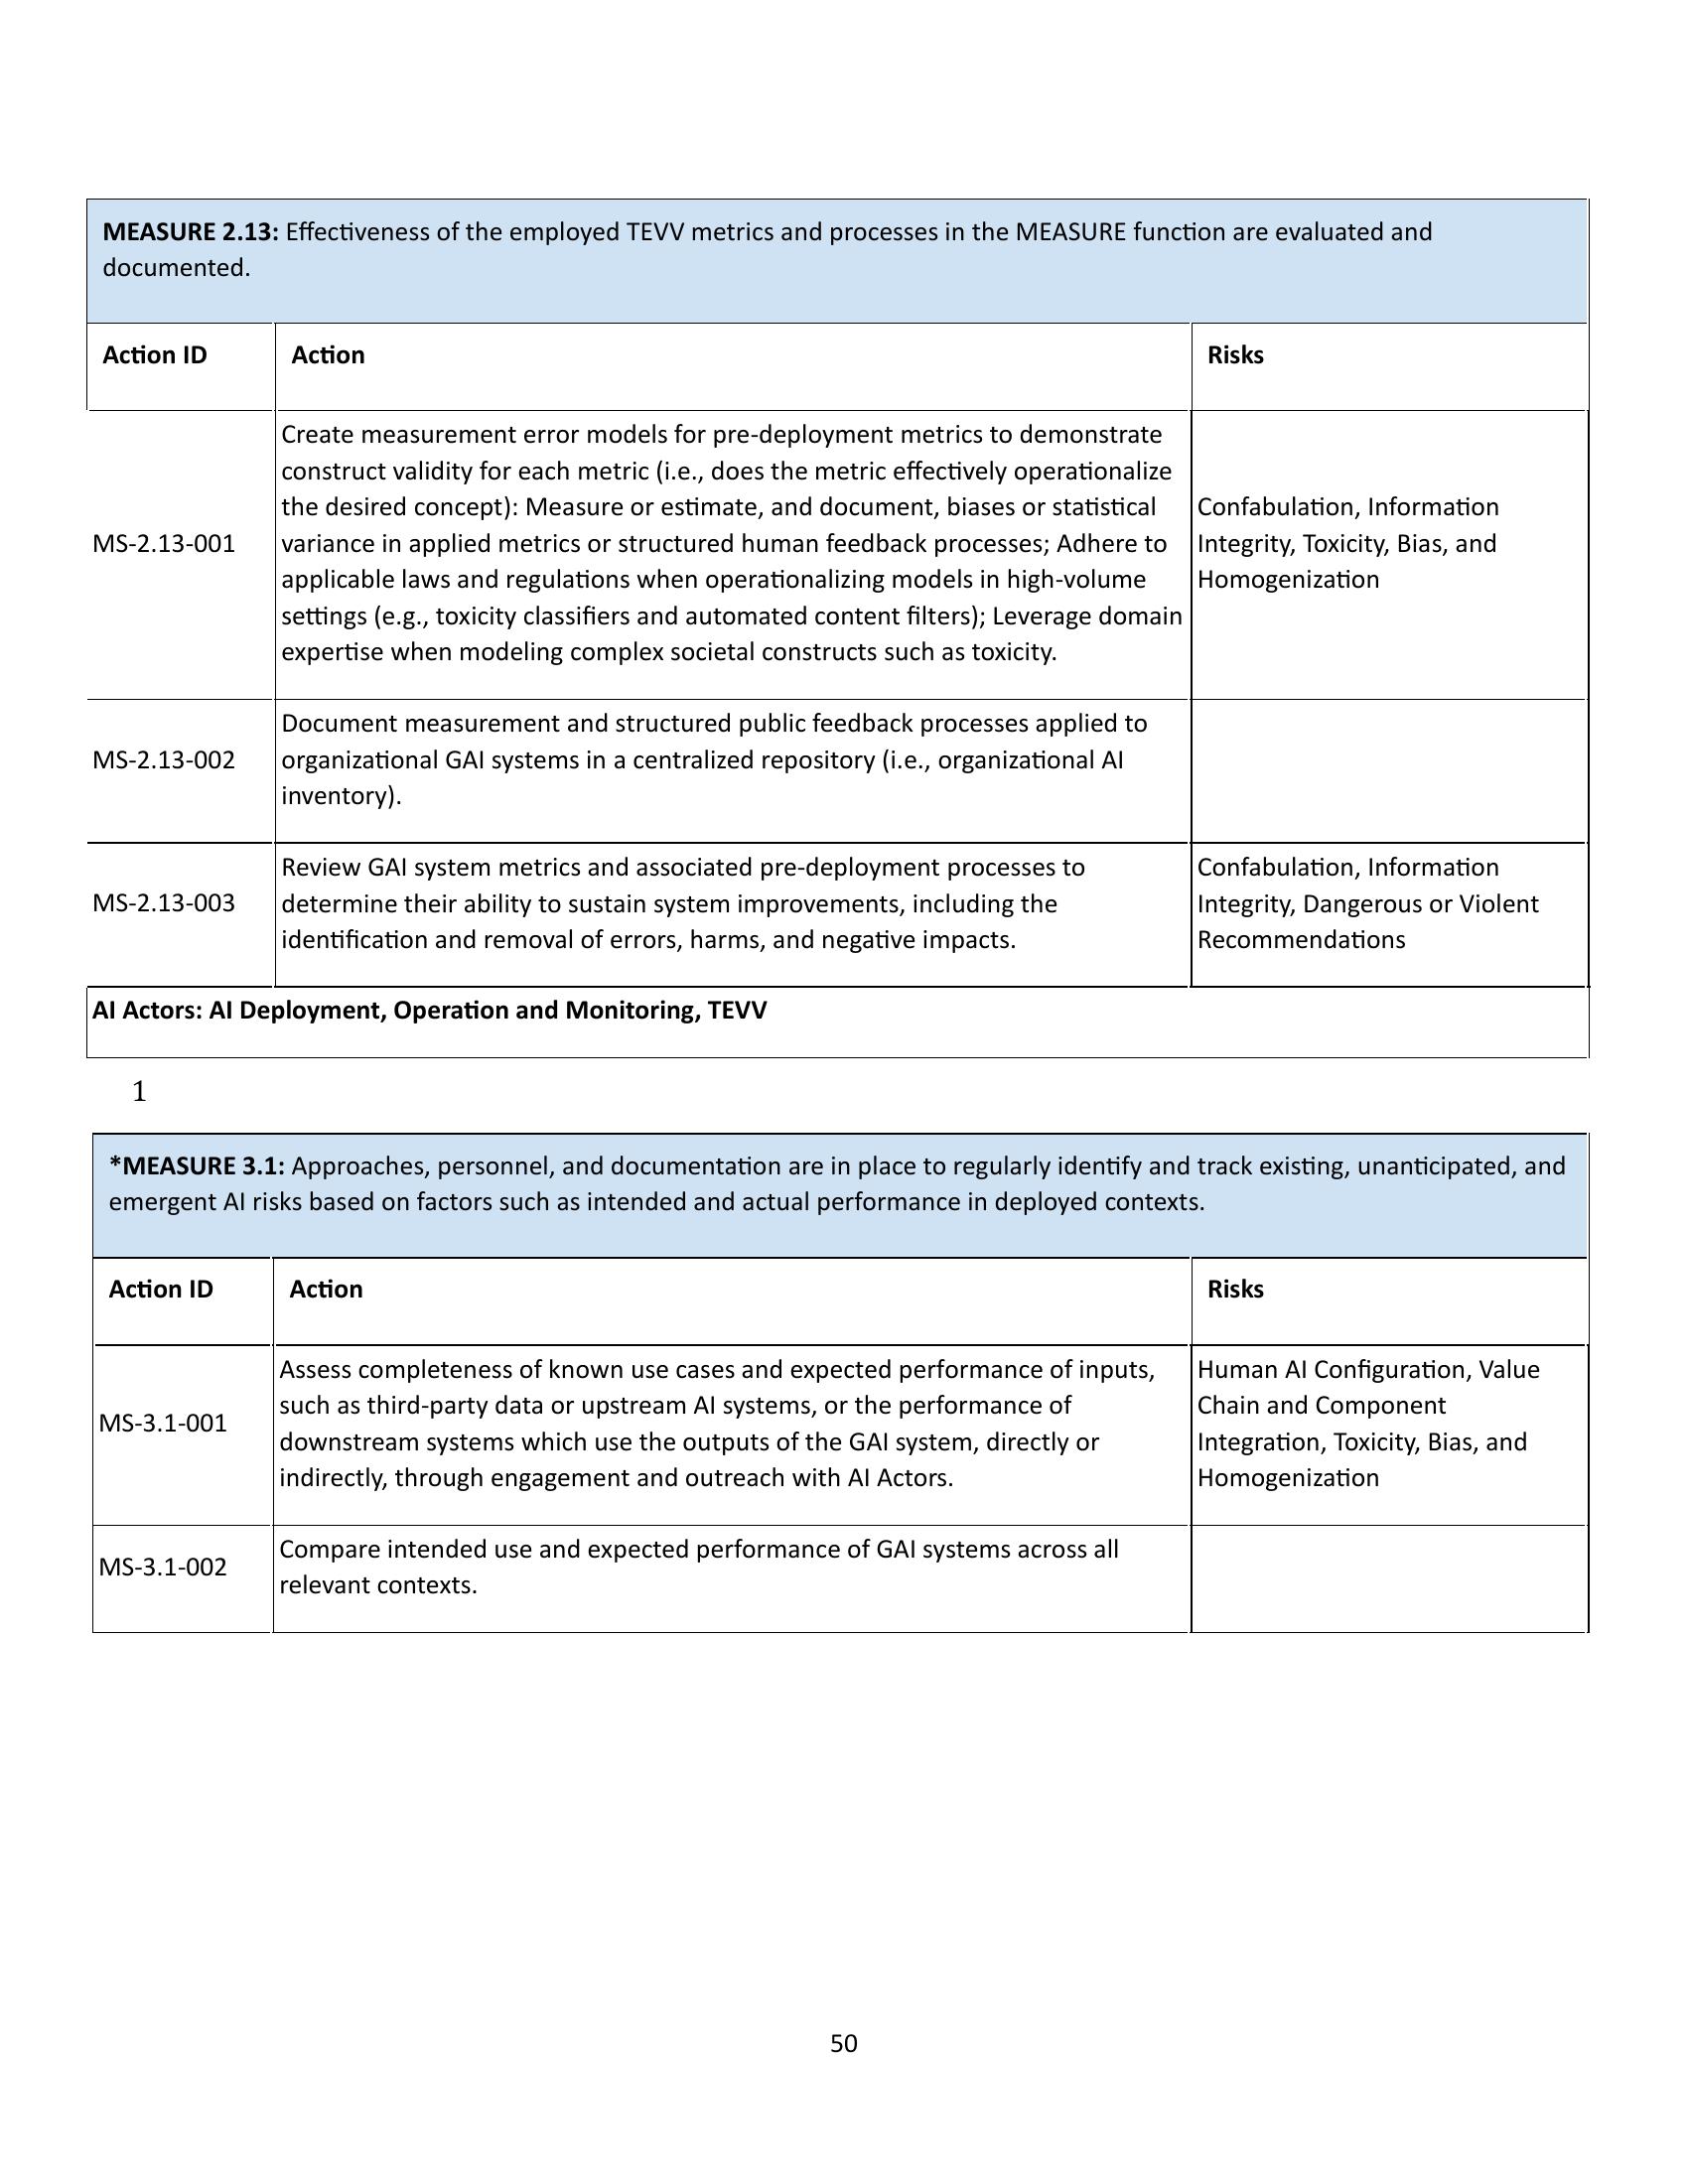 MEASURE 2.13: Effectiveness of the employed TEVV metrics and processes in the MEASURE function are evaluated and
documented.
Action ID
Action
Risks
MS-2.13-001
Create measurement error models for pre-deployment metrics to demonstrate
construct validity for each metric (i.e., does the metric effectively operationalize
the desired concept): Measure or estimate, and document, biases or statistical
variance in applied metrics or structured human feedback processes; Adhere to
applicable laws and regulations when operationalizing models in high-volume
settings (e.g., toxicity classifiers and automated content filters); Leverage domain
expertise when modeling complex societal constructs such as toxicity.
Confabulation, Information
Integrity, Toxicity, Bias, and
Homogenization
MS-2.13-002
Document measurement and structured public feedback processes applied to
organizational GAI systems in a centralized repository (i.e., organizational AI
inventory).
MS-2.13-003
Review GAI system metrics and associated pre-deployment processes to
determine their ability to sustain system improvements, including the
identification and removal of errors, harms, and negative impacts.
Confabulation, Information
Integrity, Dangerous or Violent
Recommendations
AI Actors: AI Deployment, Operation and Monitoring, TEVV
1
*MEASURE 3.1: Approaches, personnel, and documentation are in place to regularly identify and track existing, unanticipated, and
emergent AI risks based on factors such as intended and actual performance in deployed contexts.
Action ID
Action
Risks
MS-3.1-001
Assess completeness of known use cases and expected performance of inputs,
such as third-party data or upstream AI systems, or the performance of
downstream systems which use the outputs of the GAI system, directly or
indirectly, through engagement and outreach with AI Actors.
Human AI Configuration, Value
Chain and Component
Integration, Toxicity, Bias, and
Homogenization
MS-3.1-002
Compare intended use and expected performance of GAI systems across all
relevant contexts.
50